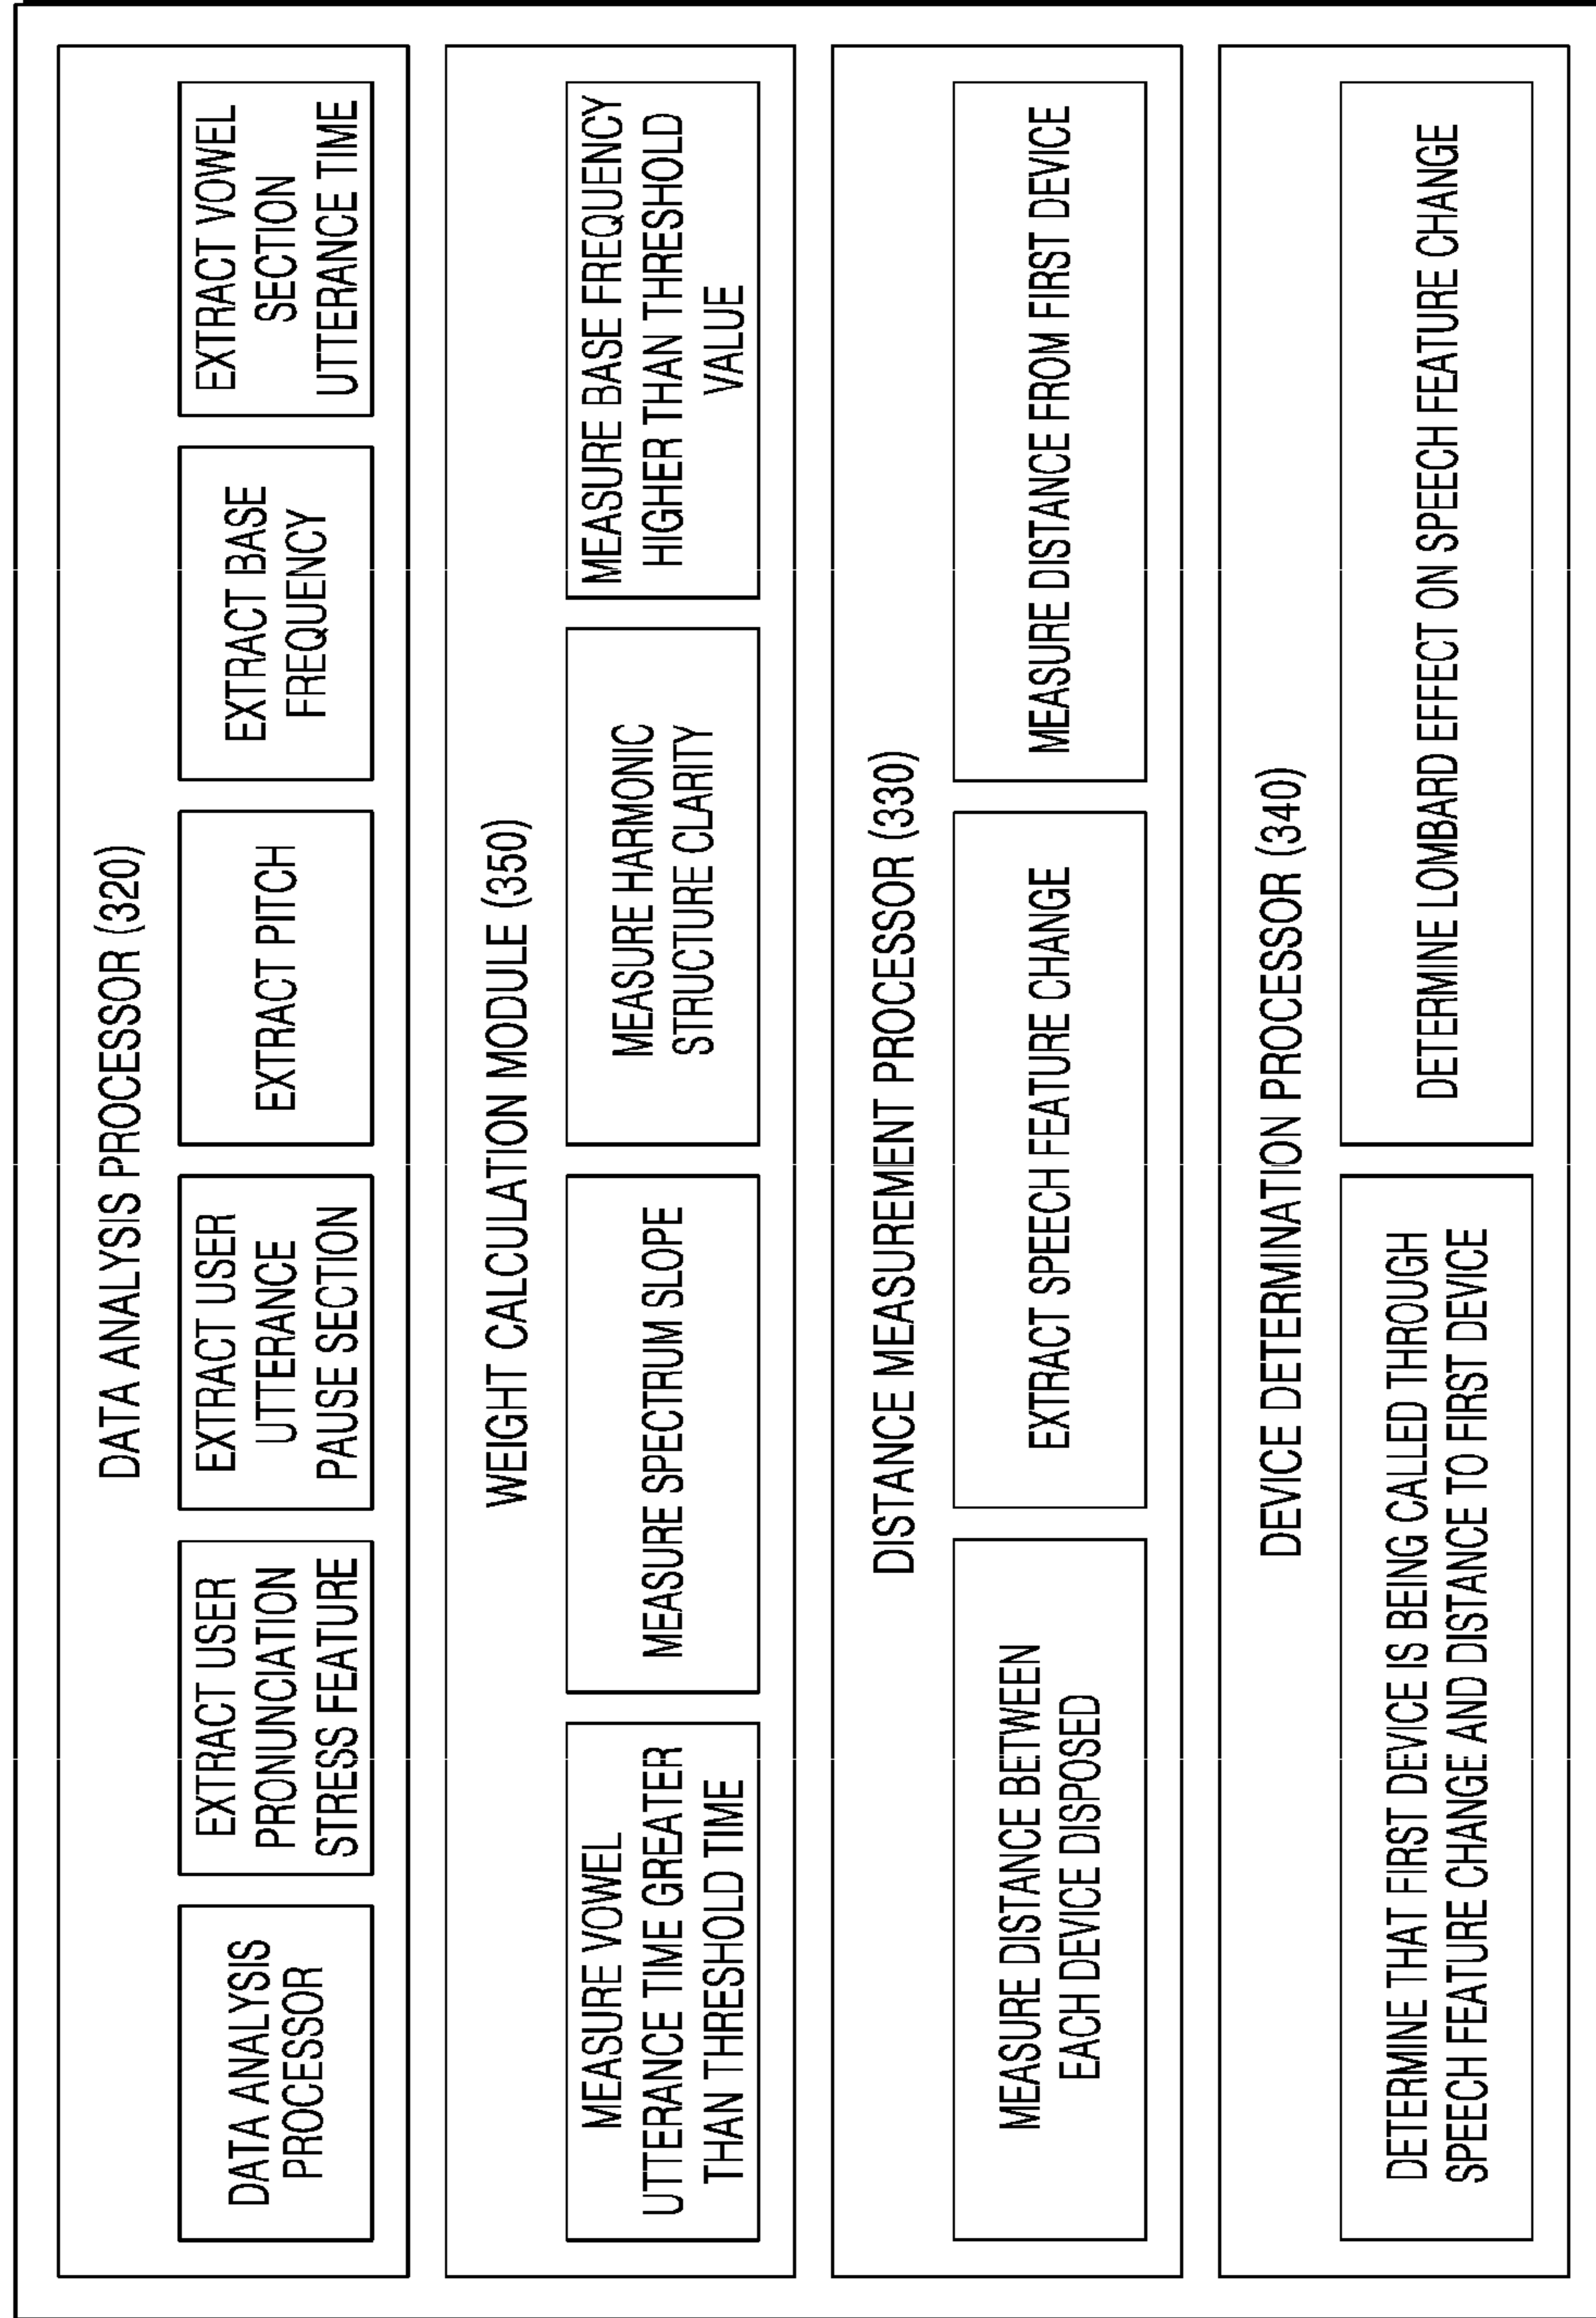 DATA ANALYSIS PROCESSOR (320)
DATA ANALYSIS
PROCESSOR
EXTRACT USER
PRONUNCIATION
STRESS FEATURE
EXTRACT USER
UTTERANCE
PAUSE SECTION
EXTRACT PITCH
EXTRACT BASE
FREQUENCY
EXTRACT VOWEL
SECTION
UTTERANCE TIME
WEIGHT CALCULATION MODULE (350)
MEASURE VOWEL
UTTERANCE TIME GREATER
THAN THRESHOLD TIME
MEASURE SPECTRUM SLOPE
MEASURE HARMONIC
STRUCTURE CLARITY
MEASURE BASE FREQUENCY
HIGHER THAN THRESHOLD
VALUE
DISTANCE MEASUREMENT PROCESSOR (330)
MEASURE DISTANCE BETWEEN
EACH DEVICE DISPOSED
EXTRACT SPEECH FEATURE CHANGE
MEASURE DISTANCE FROM FIRST DEVICE
DEVICE DETERMINATION PROCESSOR (340)
DETERMINE THAT FIRST DEVICE IS BEING CALLED THROUGH
SPEECH FEATURE CHANGE AND DISTANCE TO FIRST DEVICE
DETERMINE LOMBARD EFFECT ON SPEECH FEATURE CHANGE